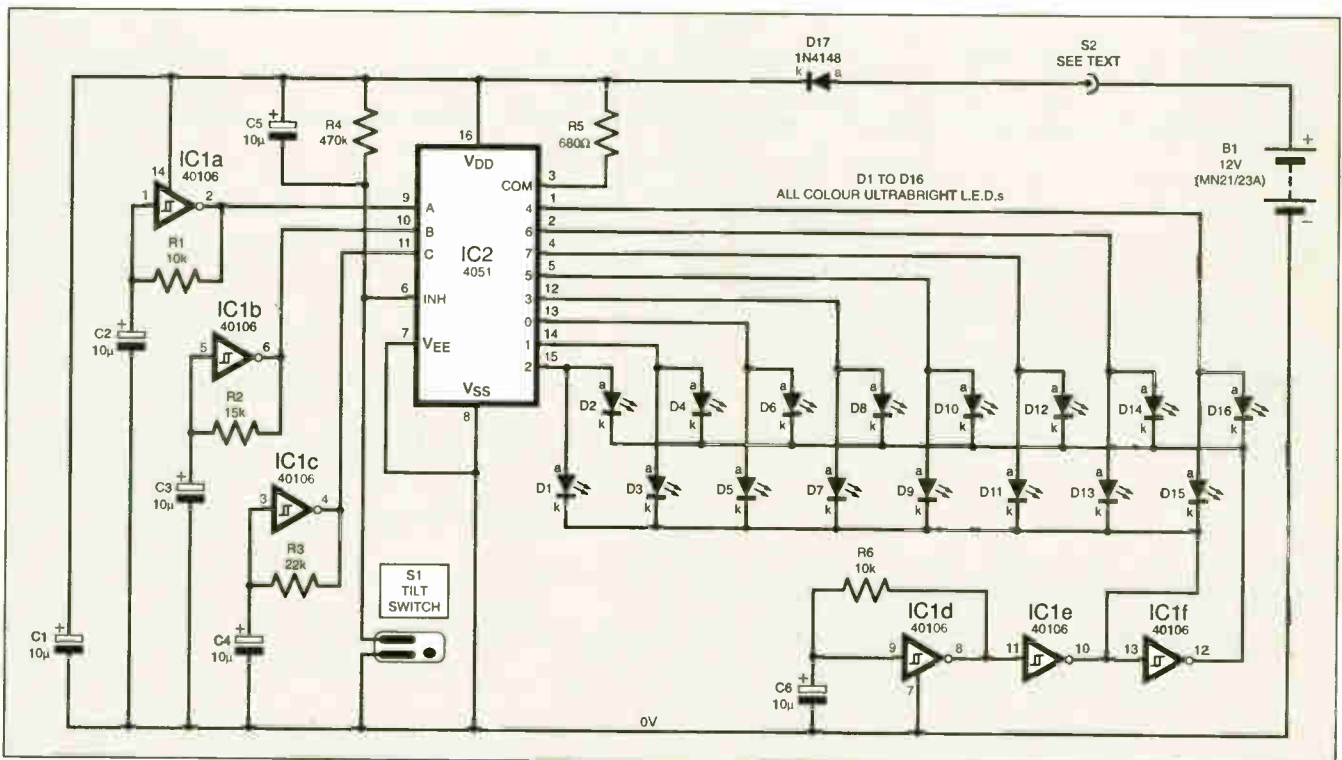 D17
1N4148
k a
S2
SEE TEXT
C5
10µ
+
R4
470k
R5
680Ω
16
VDD
IC1a
40106
14
1
2
R1
10k
C2
10µ
+
9 A
10 B
11 C
IC2
4051
6 INH
7 VEE
VSS
8
COM 3
4 1
6 2
7 4
5 5
3 12
0 13
1 14
2 15
D1 TO D16
ALL COLOUR ULTRABRIGHT L.E.D.s
B1
12V
(MN21/23A)
+
−
IC1b
40106
5
6
R2
15k
C3
10µ
+
IC1c
40106
3
4
R3
22k
C4
10µ
+
C1
10µ
+
S1
TILT
SWITCH
a a a a a a a a
D2 D4 D6 D8 D10 D12 D14 D16
k k k k k k k k
a a a a a a a a
D1 D3 D5 D7 D9 D11 D13 D15
k k k k k k k k
R6
10k
IC1d
40106
9
8
7
IC1e
40106
11
10
IC1f
40106
13
12
C6
10µ
+
0V